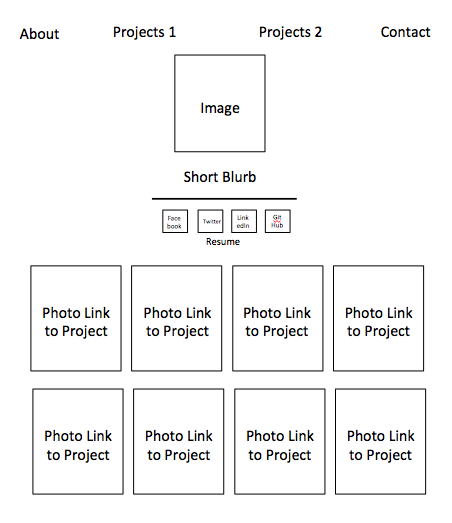 About Projects 1 Projects 2 Contact
Image
Short Blurb
Face
book
Twitter
Link
edIn
Git
Hub
Resume
Photo Link
to Project
Photo Link
to Project
Photo Link
to Project
Photo Link
to Project
Photo Link
to Project
Photo Link
to Project
Photo Link
to Project
Photo Link
to Project